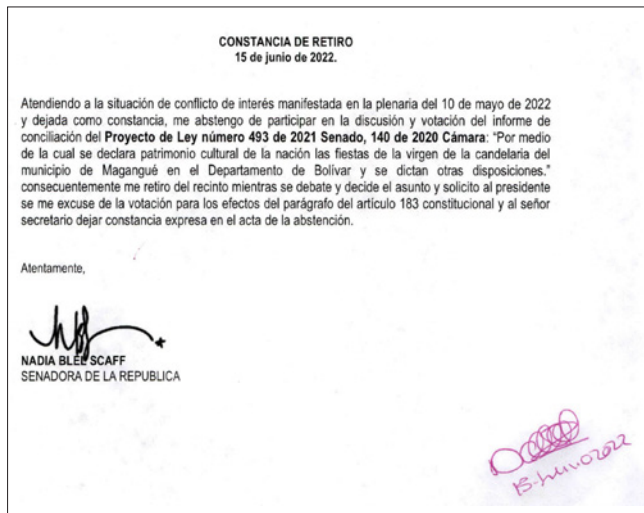 CONSTANCIA DE RETIRO
15 de junio de 2022.
Atendiendo a la situación de conflicto de interés manifestada en la plenaria del 10 de mayo de 2022
y dejada como constancia, me abstengo de participar en la discusión y votación del informe de
conciliación del Proyecto de Ley número 493 de 2021 Senado, 140 de 2020 Cámara: “Por medio
de la cual se declara patrimonio cultural de la nación las fiestas de la virgen de la candelaria del
municipio de Magangué en el Departamento de Bolívar y se dictan otras disposiciones.”
consecuentemente me retiro del recinto mientras se debate y decide el asunto y solicito al presidente
se me excuse de la votación para los efectos del parágrafo del artículo 183 constitucional y al señor
secretario dejar constancia expresa en el acta de la abstención.
Atentamente,
NADIA BLEL SCAFF
SENADORA DE LA REPUBLICA
15-Junio 2022